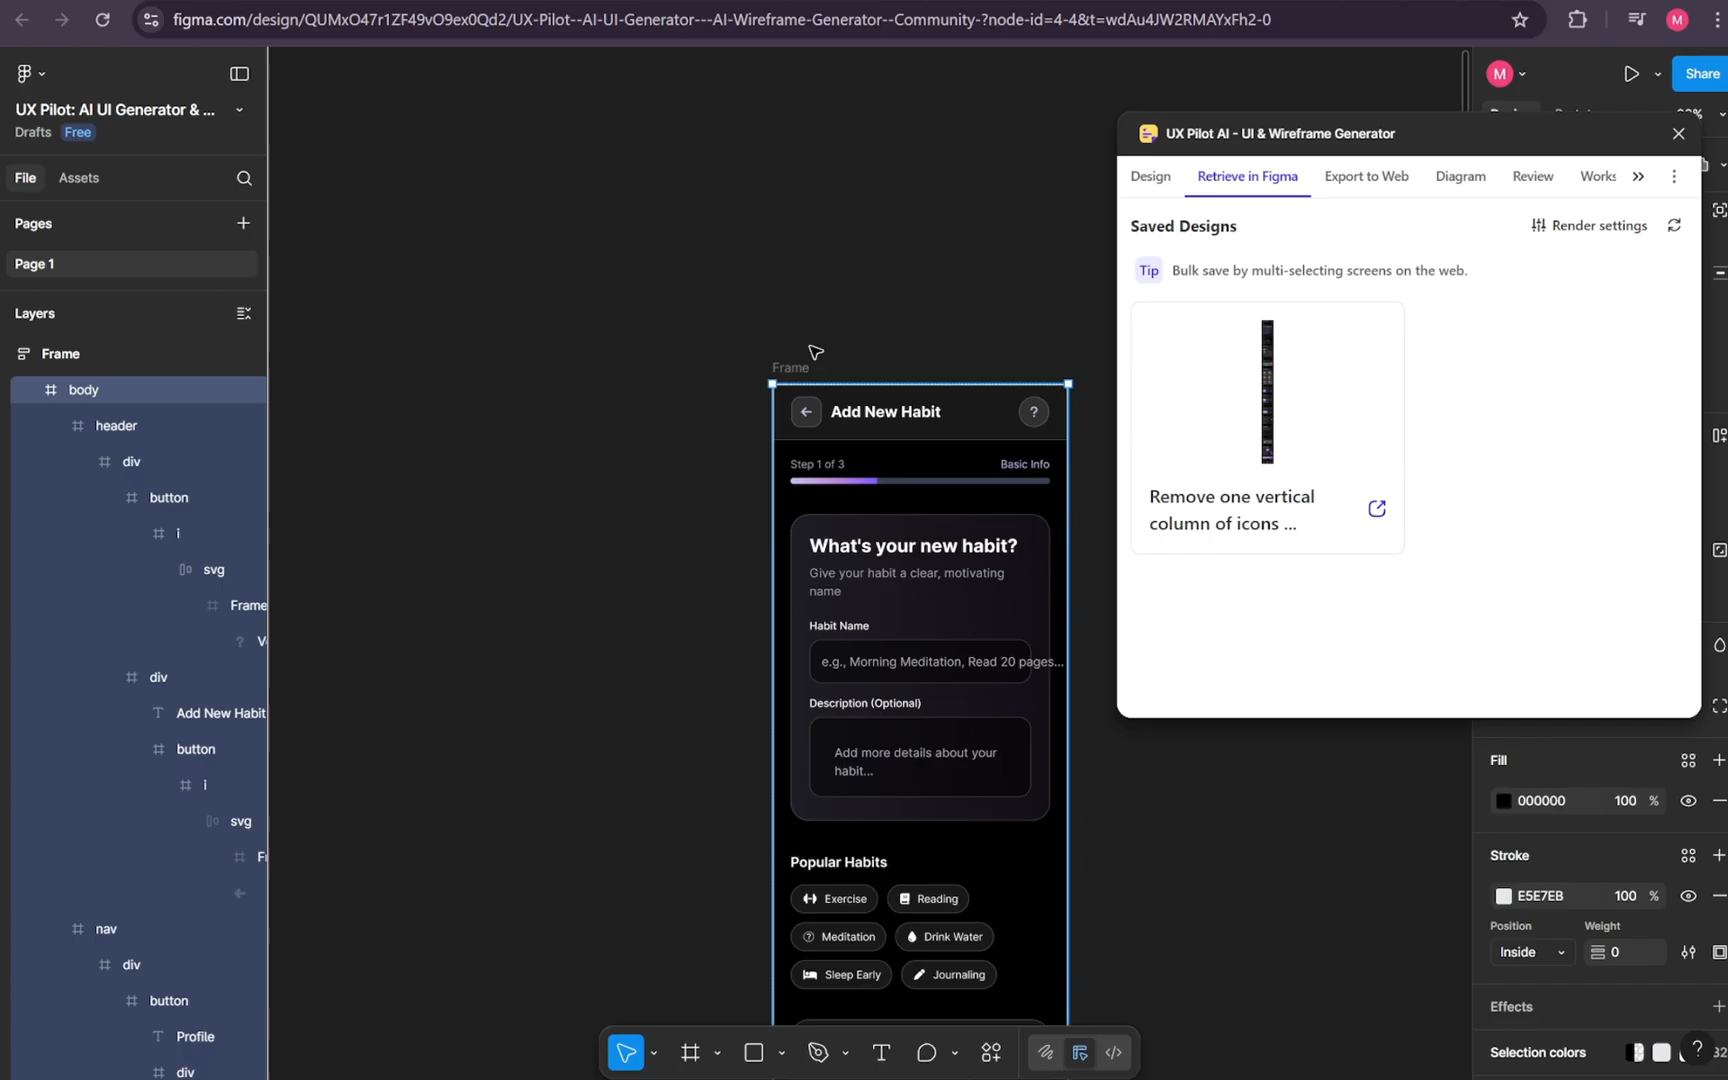 figma.com/design/QUMxO47r1ZF49vO9ex0Qd2/UX-Pilot--AI-UI-Generator---AI-Wireframe-Generator--Community-?node-id=4-4&t=wdAu4JW2RMAYxFh2-0
M
UX Pilot: AI UI Generator & ...
Drafts Free
File Assets
Pages
Page 1
Layers
Frame
body
header
div
button
i
svg
Frame
div
Add New Habit
button
i
svg
nav
div
button
Profile
div
Frame
Add New Habit
?
Step 1 of 3
Basic Info
What's your new habit?
Give your habit a clear, motivating
name
Habit Name
e.g., Morning Meditation, Read 20 pages...
Description (Optional)
Add more details about your
habit...
Popular Habits
Exercise
Reading
Meditation
Drink Water
Sleep Early
Journaling
M
Share
UX Pilot AI - UI & Wireframe Generator
Design
Retrieve in Figma
Export to Web
Diagram
Review
Works
Saved Designs
Render settings
Tip
Bulk save by multi-selecting screens on the web.
Remove one vertical
column of icons ...
Fill
000000 100 %
Stroke
E5E7EB 100 %
Position
Weight
Inside
0
Effects
Selection colors
?